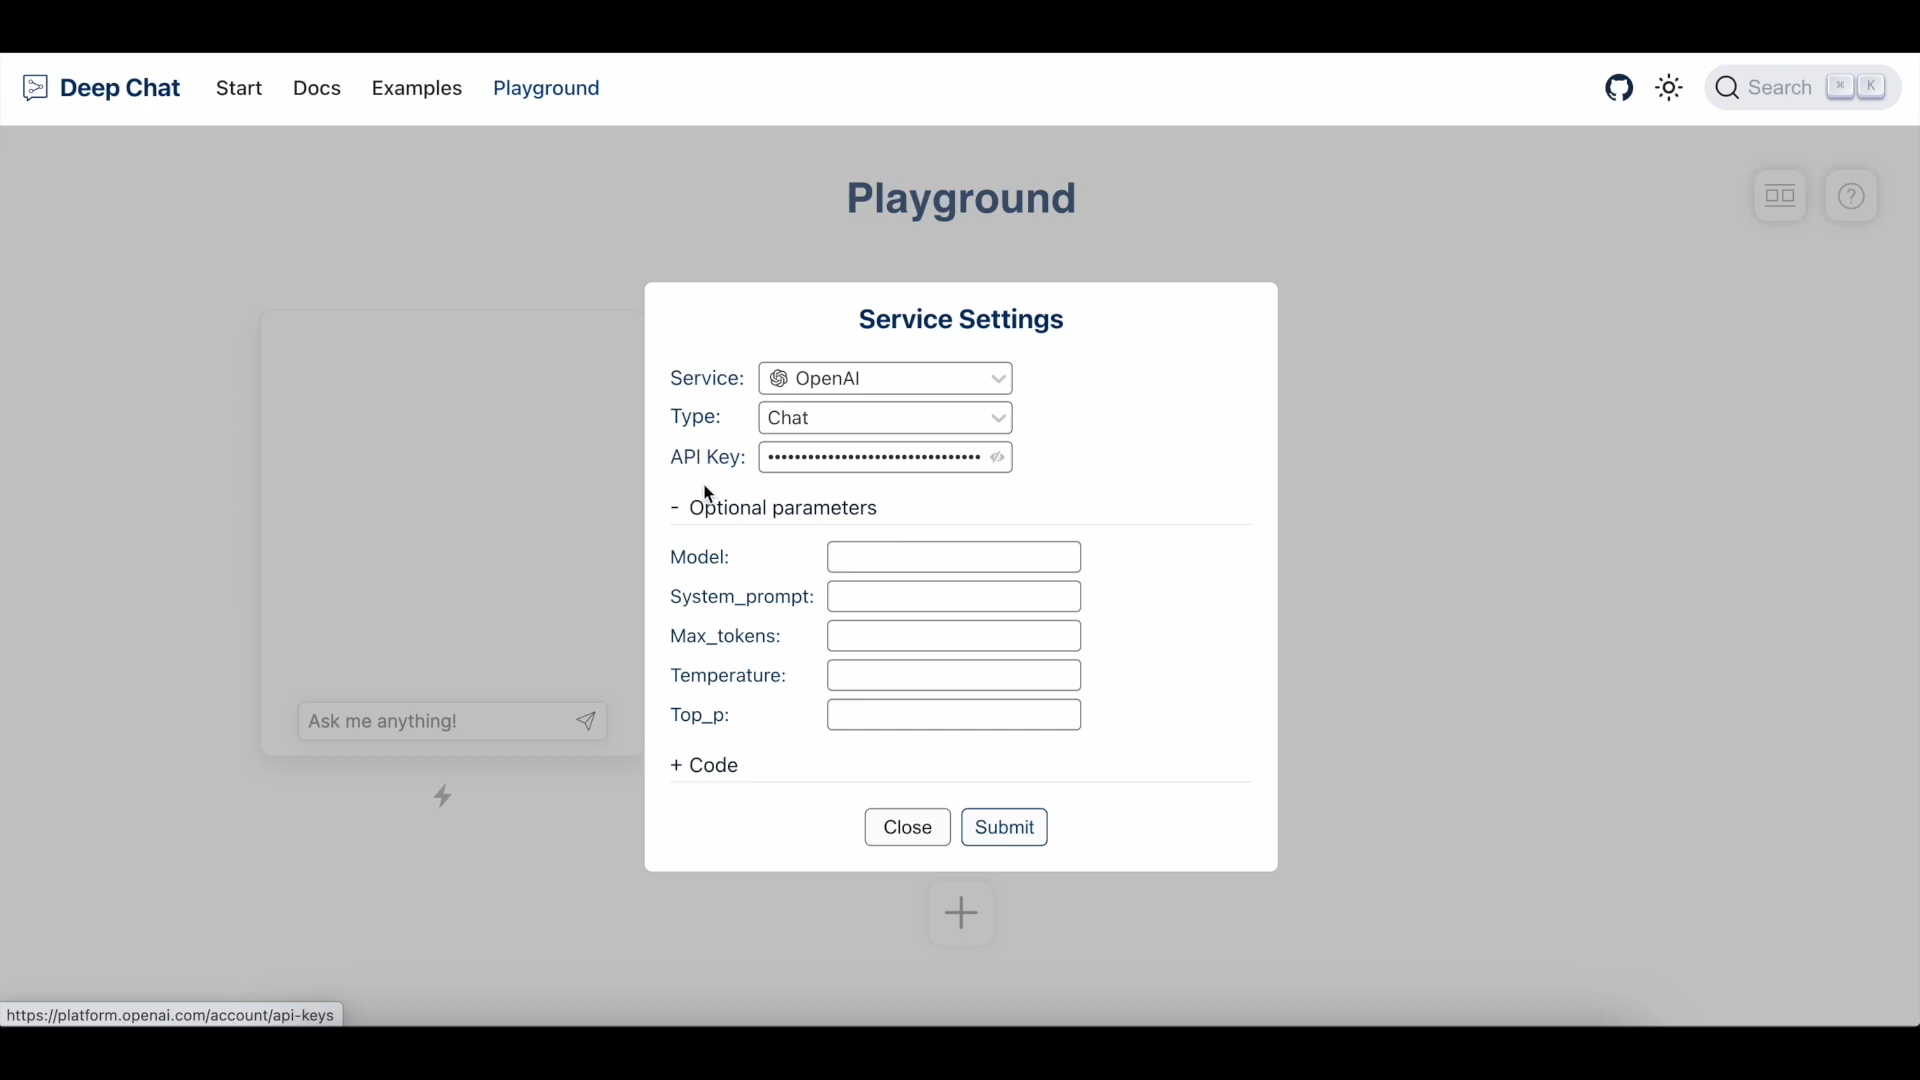 Deep Chat Start Docs Examples Playground Search ⌘ K
Playground
Service Settings
Service: OpenAI
Type: Chat
API Key: ••••••••••••••••••••••••••••••••
- Optional parameters
Model:
System_prompt:
Max_tokens:
Temperature:
Top_p:
Ask me anything!
+ Code
Close Submit
https://platform.openai.com/account/api-keys